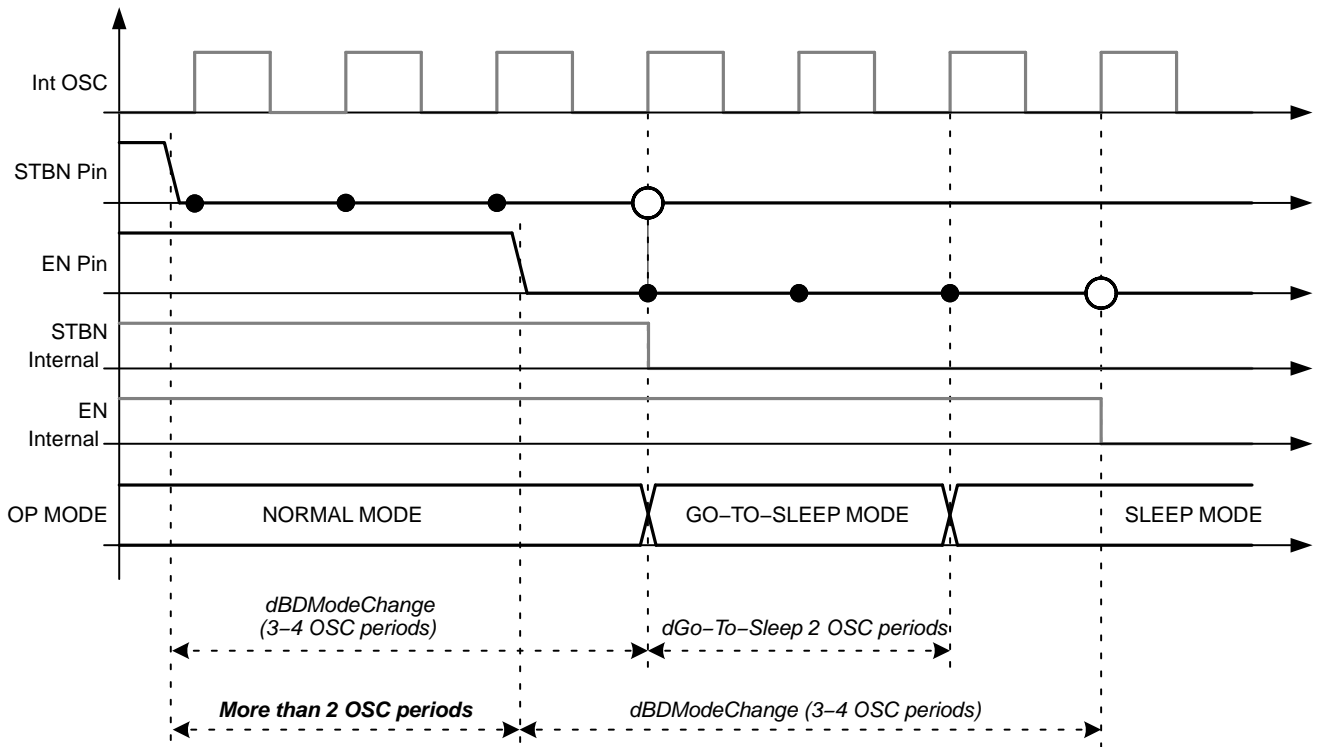 Int OSC
STBN Pin
EN Pin
STBN
Internal
EN
Internal
OP MODE
NORMAL MODE
GO−TO−SLEEP MODE
SLEEP MODE
dBDModeChange
(3−4 OSC periods)
dGo−To−Sleep 2 OSC periods
More than 2 OSC periods
dBDModeChange (3−4 OSC periods)